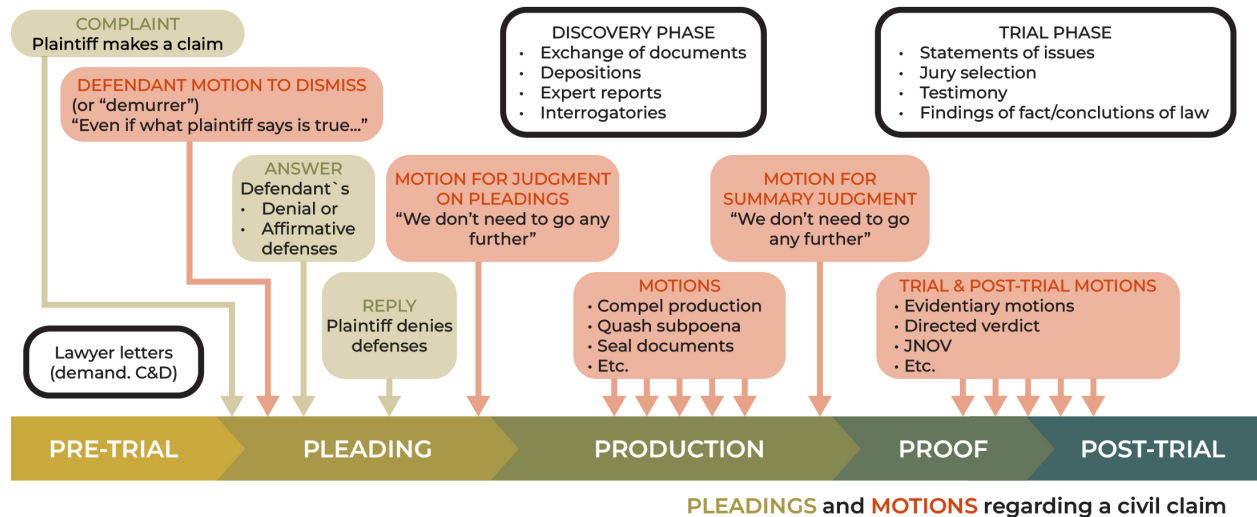 COMPLAINT
Plaintiff makes a claim
DEFENDANT MOTION TO DISMISS
(or “demurrer”)
“Even if what plaintiff says is true...”
DISCOVERY PHASE
• Exchange of documents
• Depositions
• Expert reports
• Interrogatories
TRIAL PHASE
• Statements of issues
• Jury selection
• Testimony
• Findings of fact/conclutions of law
ANSWER
Defendant`s
• Denial or
• Affirmative
defenses
MOTION FOR JUDGMENT
ON PLEADINGS
“We don’t need to go any
further”
MOTION FOR
SUMMARY JUDGMENT
“We don’t need to go
any further”
REPLY
Plaintiff denies
defenses
MOTIONS
• Compel production
• Quash subpoena
• Seal documents
• Etc.
TRIAL & POST-TRIAL MOTIONS
• Evidentiary motions
• Directed verdict
• JNOV
• Etc.
Lawyer letters
(demand. C&D)
PRE-TRIAL
PLEADING
PRODUCTION
PROOF
POST-TRIAL
PLEADINGS and MOTIONS regarding a civil claim